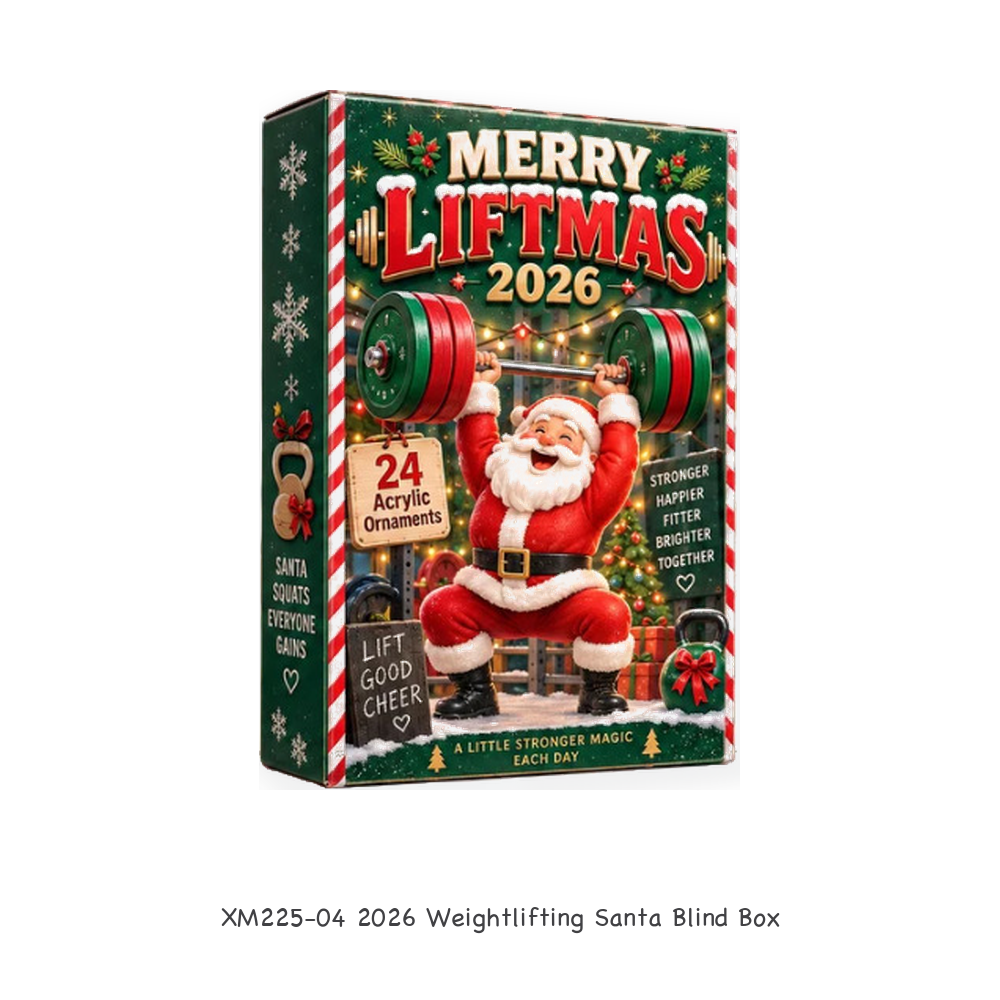 MERRY
LIFTMAS
2026
24
Acrylic
Ornaments
STRONGER
HAPPIER
FITTER
BRIGHTER
TOGETHER
SANTA
SQUATS
EVERYONE
GAINS
LIFT
GOOD
CHEER
A LITTLE STRONGER MAGIC
EACH DAY
XM225-04 2026 Weightlifting Santa Blind Box